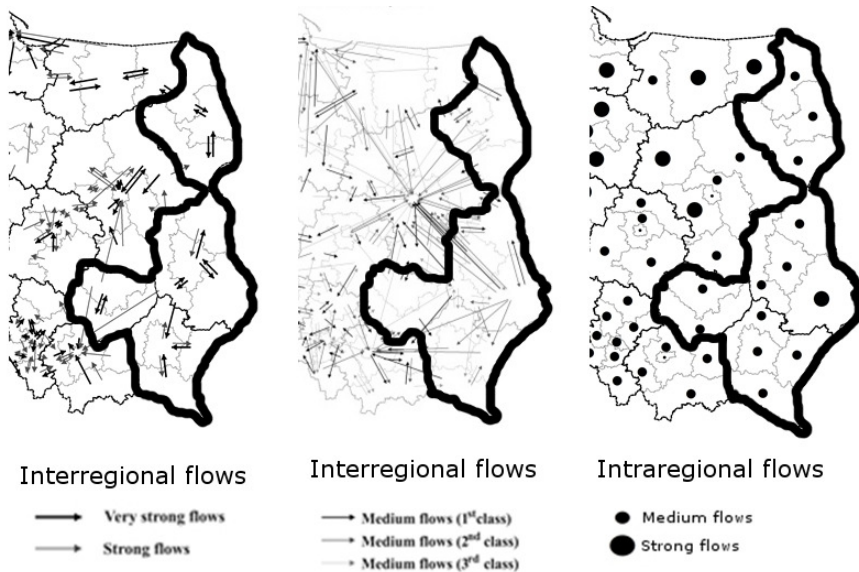 Interregional flows
Very strong flows
Strong flows
Interregional flows
Medium flows (1st class)
Medium flows (2nd class)
Medium flows (3rd class)
Intraregional flows
Medium flows
Strong flows